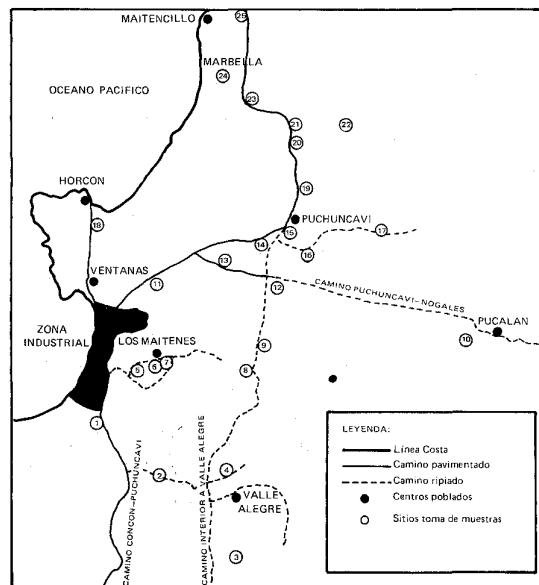 MAITENCILLO
25
MARBELLA
24
OCEANO PACIFICO
23
21
22
20
HORCON
19
18
PUCHUNCAVI
15
17
14
16
13
VENTANAS
11
12
CAMINO PUCHUNCAVI-NOGALES
ZONA
INDUSTRIAL
LOS MAITENES
PUCALAN
10
9
5
6
7
8
1
CAMINO CONCON-PUCHUNCAVI
CAMINO INTERIOR A VALLE ALEGRE
2
4
VALLE
ALEGRE
3
LEYENDA:
Línea Costa
Camino pavimentado
Camino ripiado
Centros poblados
Sitios toma de muestras